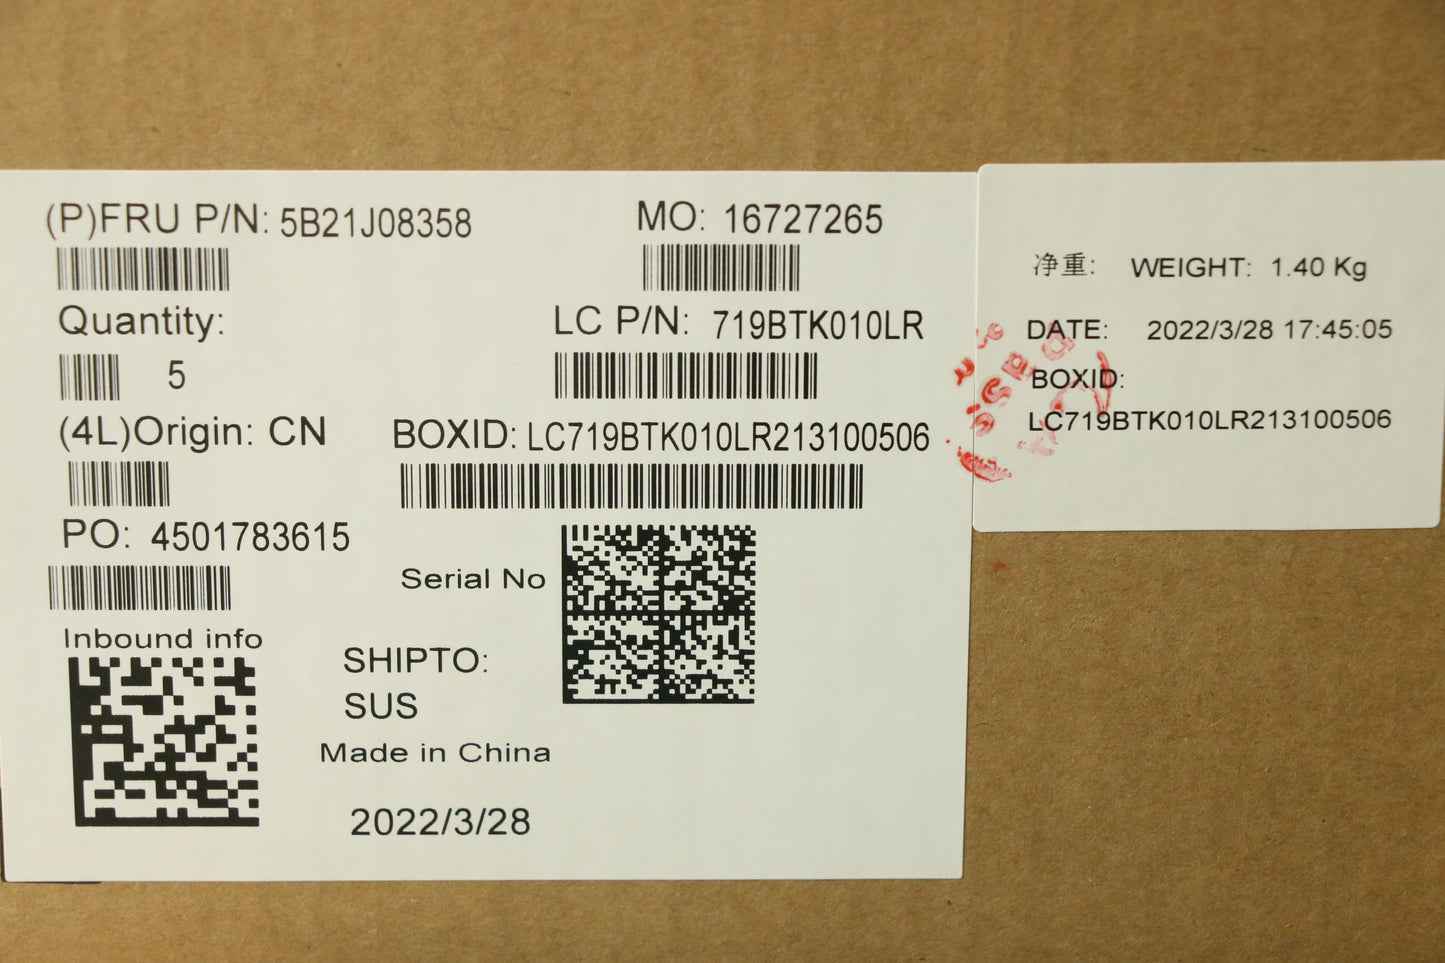 (P)FRU P/N: 5B21J08358
MO: 16727265
Quantity:
5
LC P/N: 719BTK010LR
(4L)Origin: CN
BOXID: LC719BTK010LR213100506
PO: 4501783615
Serial No
Inbound info
SHIPTO:
SUS
Made in China
2022/3/28
净重: WEIGHT: 1.40 Kg
DATE: 2022/3/28 17:45:05
BOXID:
LC719BTK010LR213100506